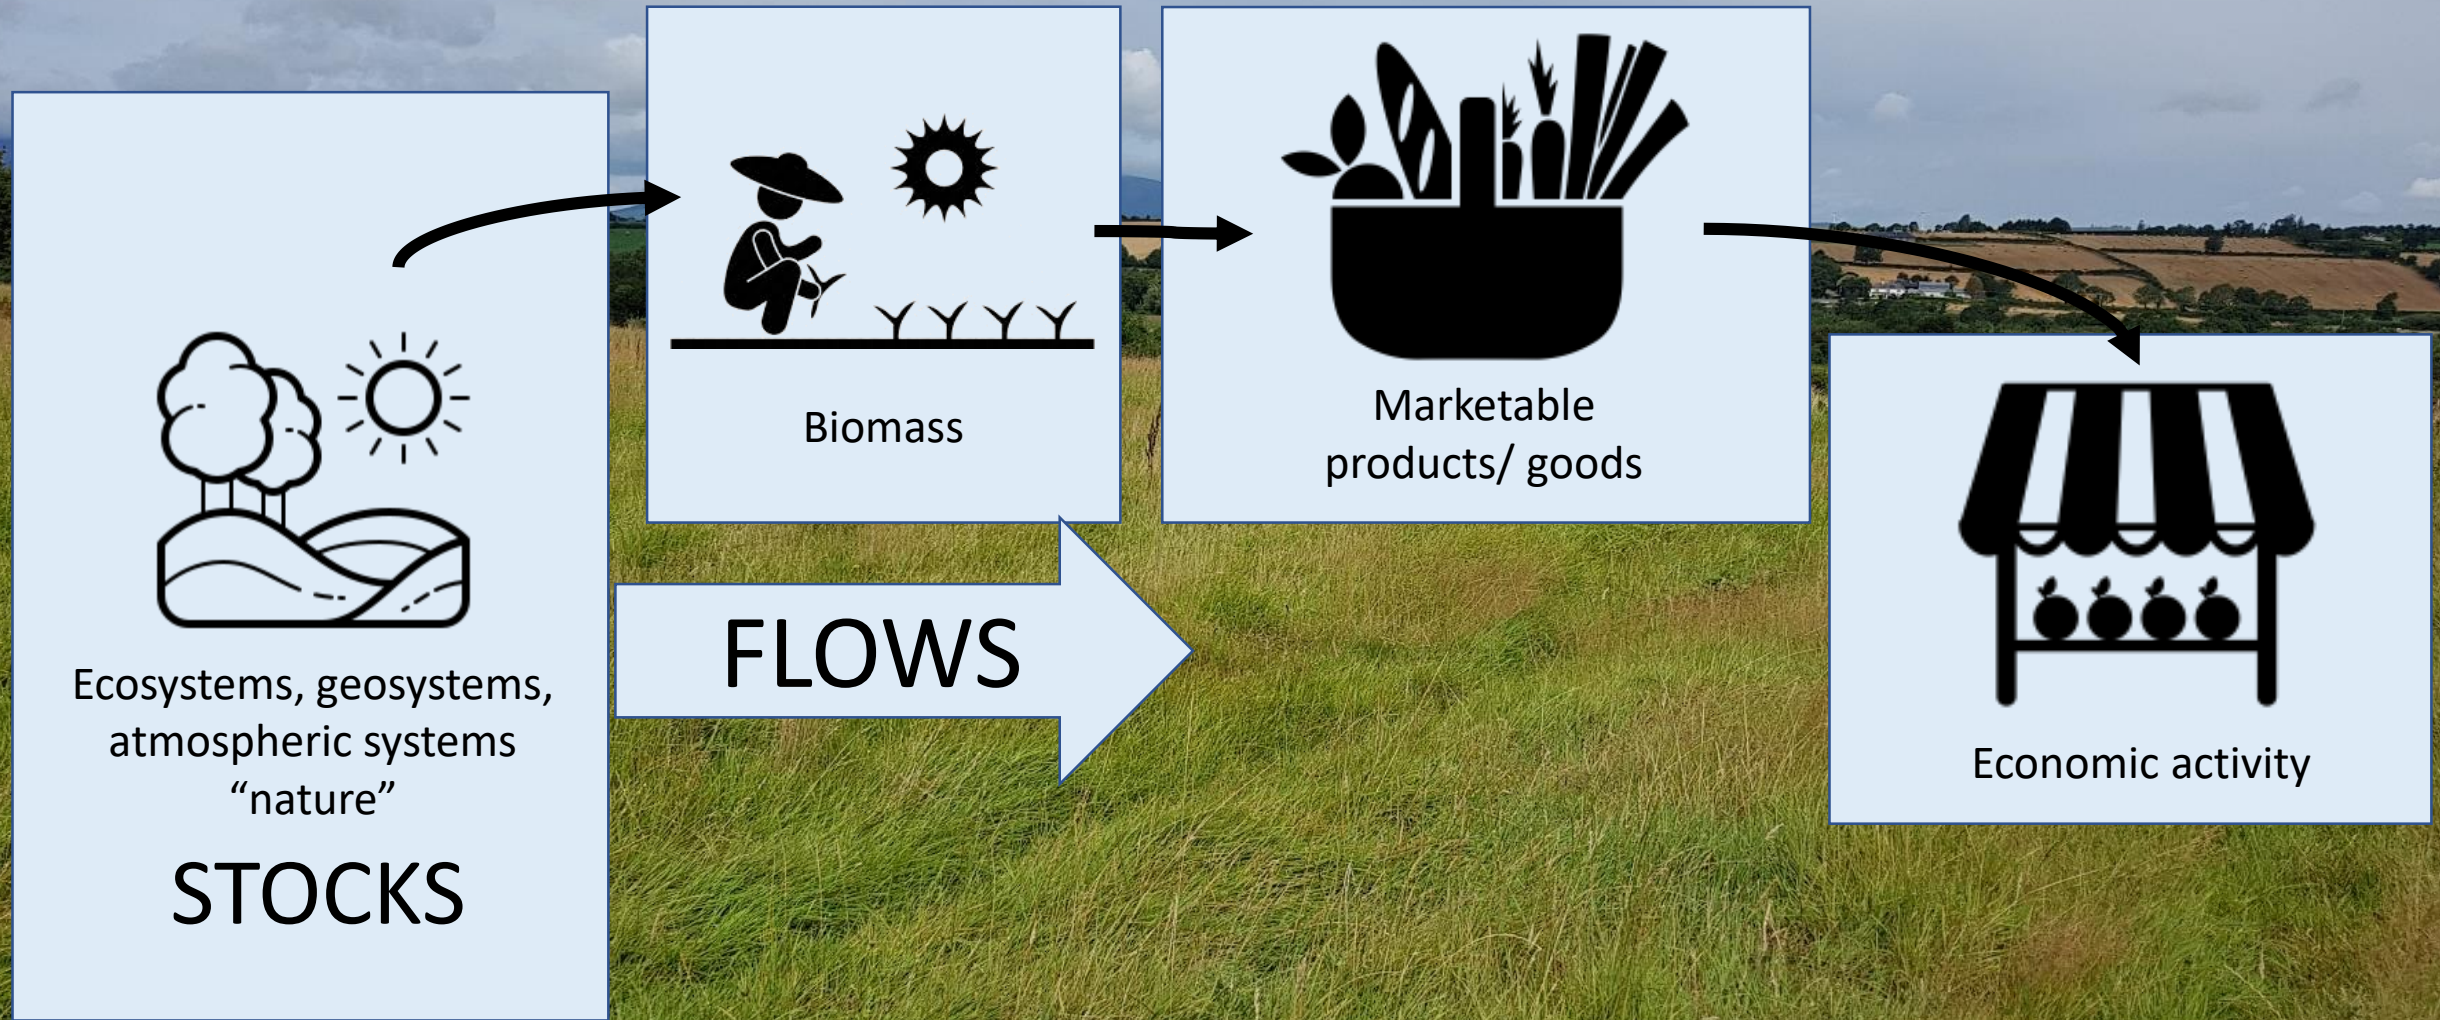 Ecosystems, geosystems,
atmospheric systems
“nature”
STOCKS
Biomass
FLOWS
Marketable
products/ goods
Economic activity